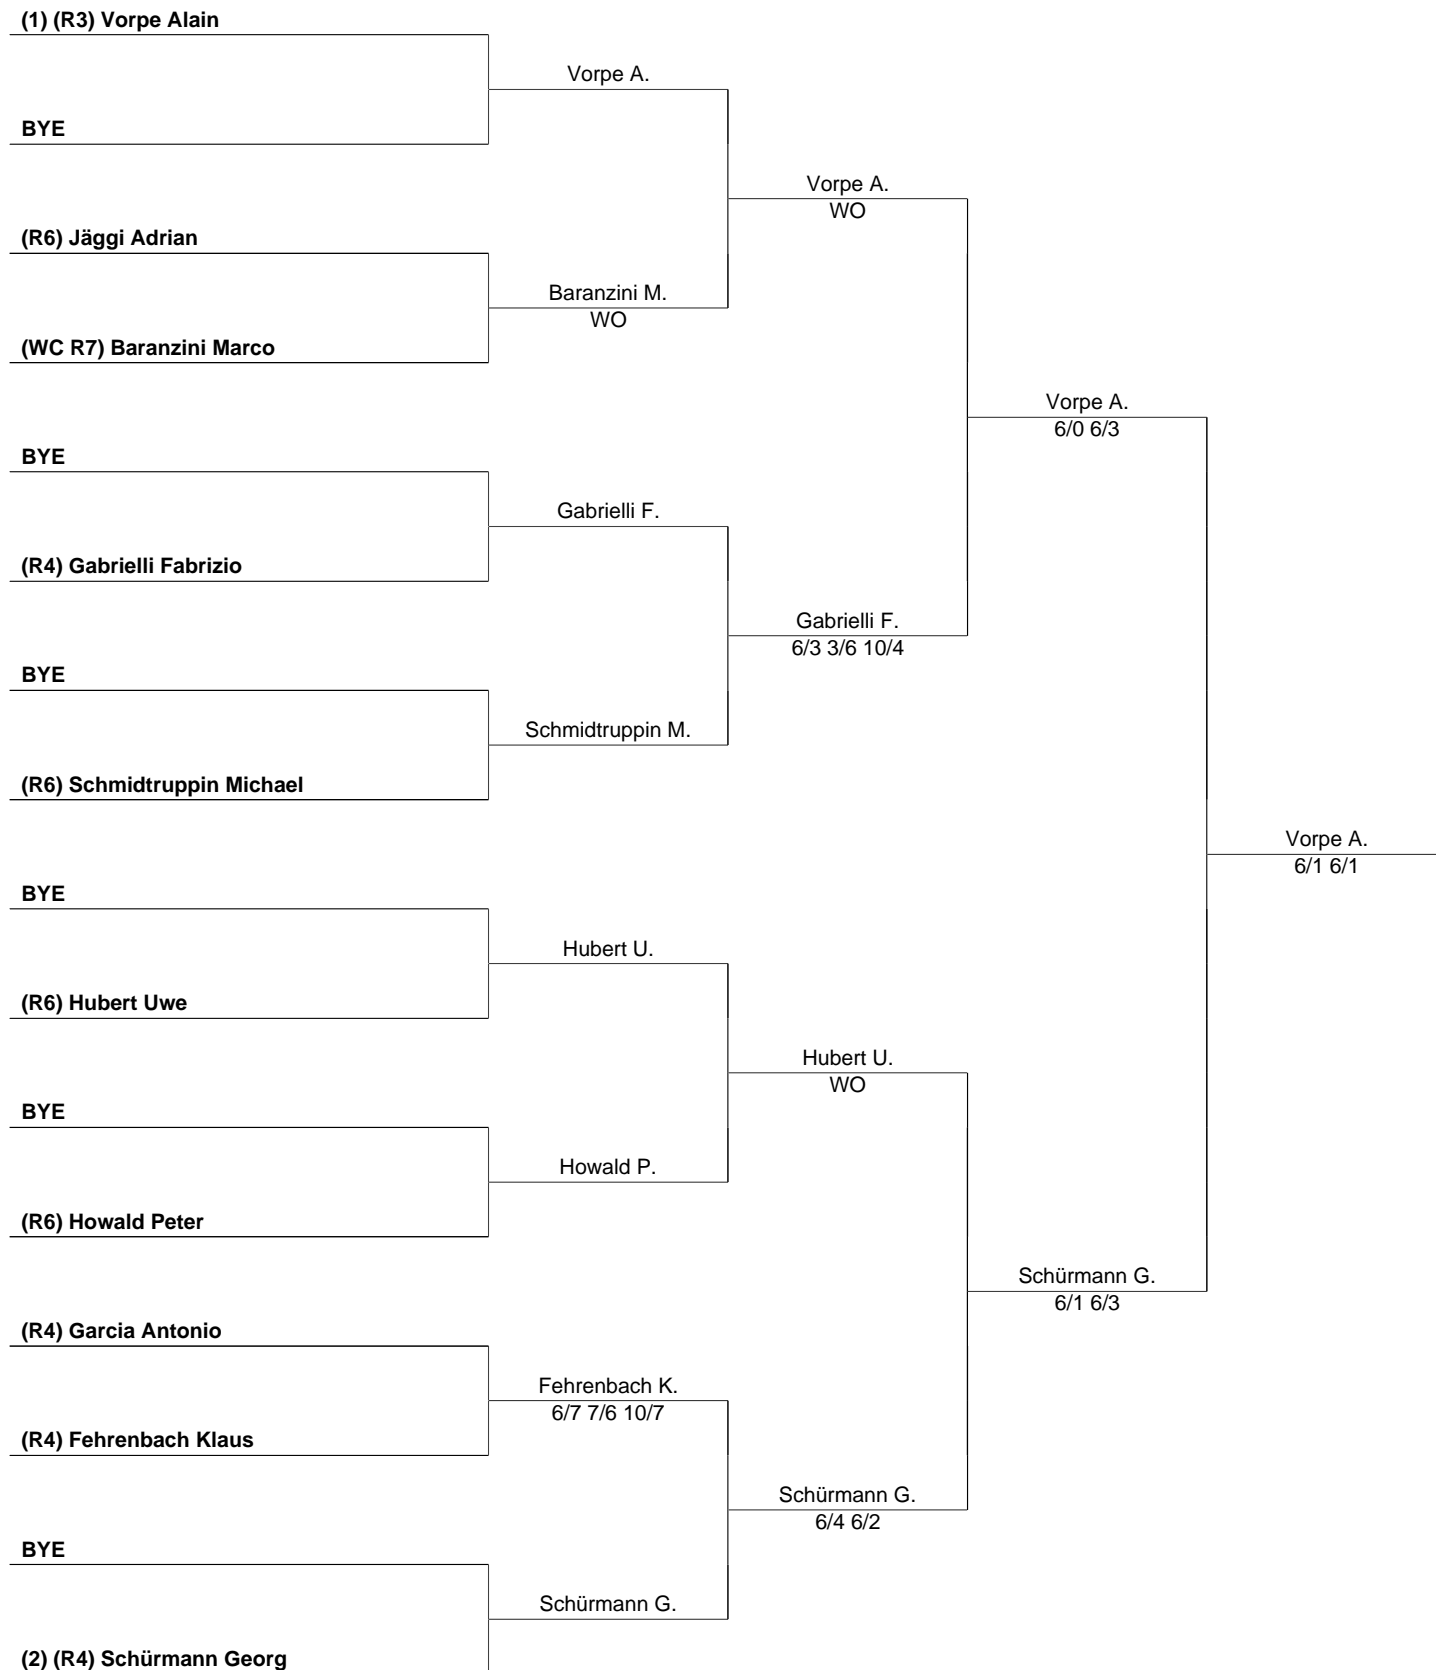 (1) (R3) Vorpe Alain
Vorpe A.
BYE
Vorpe A.
WO
(R6) Jäggi Adrian
Baranzini M.
WO
(WC R7) Baranzini Marco
Vorpe A.
6/0 6/3
BYE
Gabrielli F.
(R4) Gabrielli Fabrizio
Gabrielli F.
6/3 3/6 10/4
BYE
Schmidtruppin M.
(R6) Schmidtruppin Michael
Vorpe A.
6/1 6/1
BYE
Hubert U.
(R6) Hubert Uwe
Hubert U.
WO
BYE
Howald P.
(R6) Howald Peter
Schürmann G.
6/1 6/3
(R4) Garcia Antonio
Fehrenbach K.
6/7 7/6 10/7
(R4) Fehrenbach Klaus
Schürmann G.
6/4 6/2
BYE
Schürmann G.
(2) (R4) Schürmann Georg